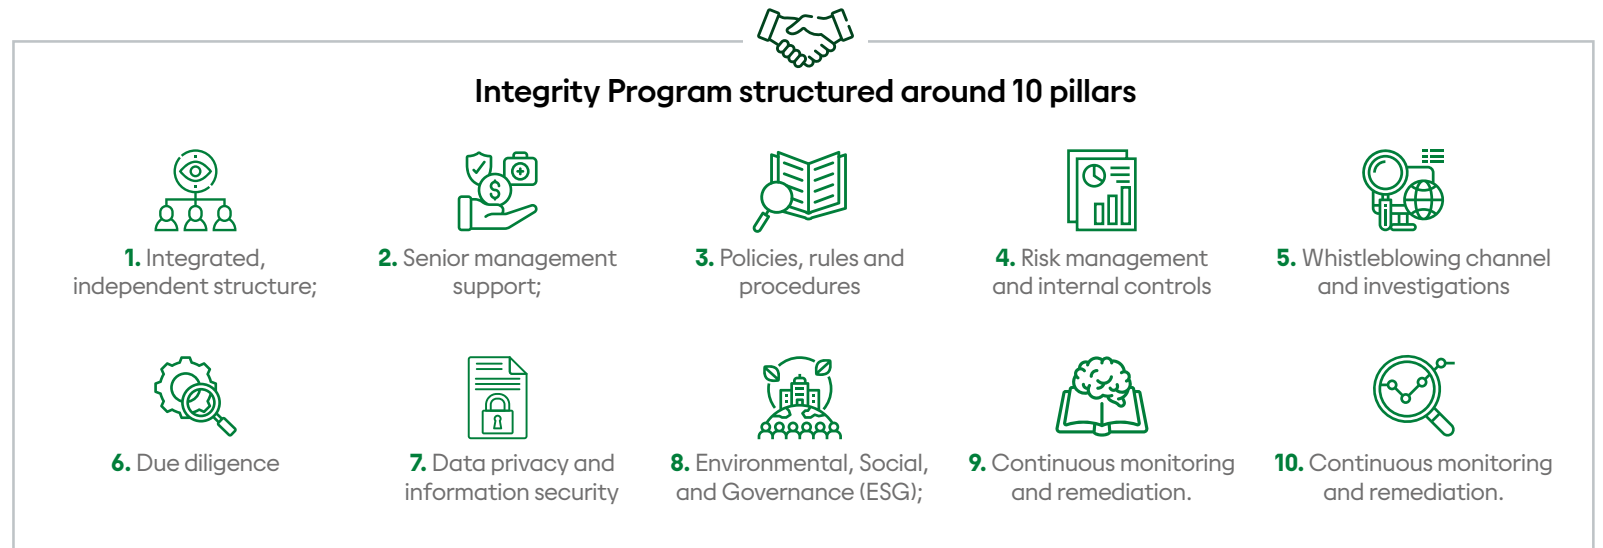 Integrity Program structured around 10 pillars
1. Integrated,
independent structure;
2. Senior management
support;
3. Policies, rules and
procedures
4. Risk management
and internal controls
5. Whistleblowing channel
and investigations
6. Due diligence
7. Data privacy and
information security
8. Environmental, Social,
and Governance (ESG);
9. Continuous monitoring
and remediation.
10. Continuous monitoring
and remediation.